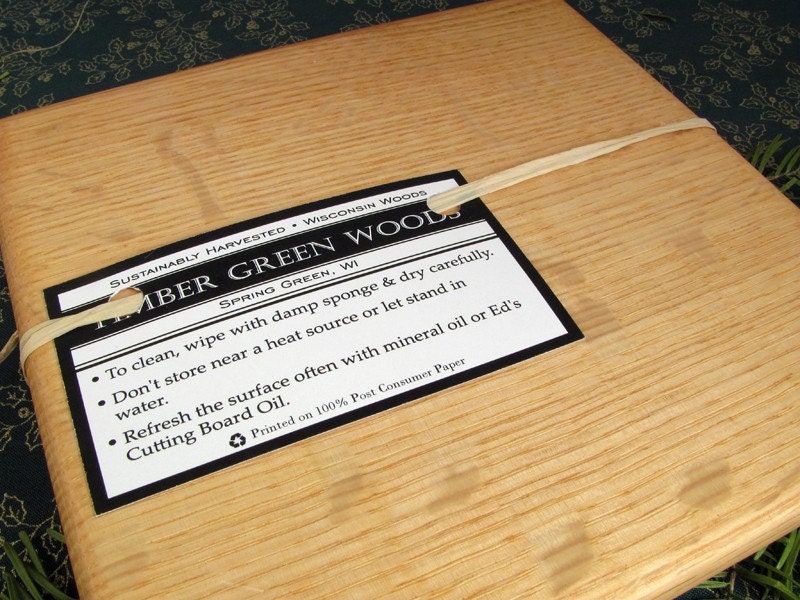 Sustainably Harvested • Wisconsin Woods
Timber Green Woods
Spring Green, WI
• To clean, wipe with damp sponge & dry carefully.
• Don't store near a heat source or let stand in
water.
• Refresh the surface often with mineral oil or Ed's
Cutting Board Oil.
Printed on 100% Post Consumer Paper